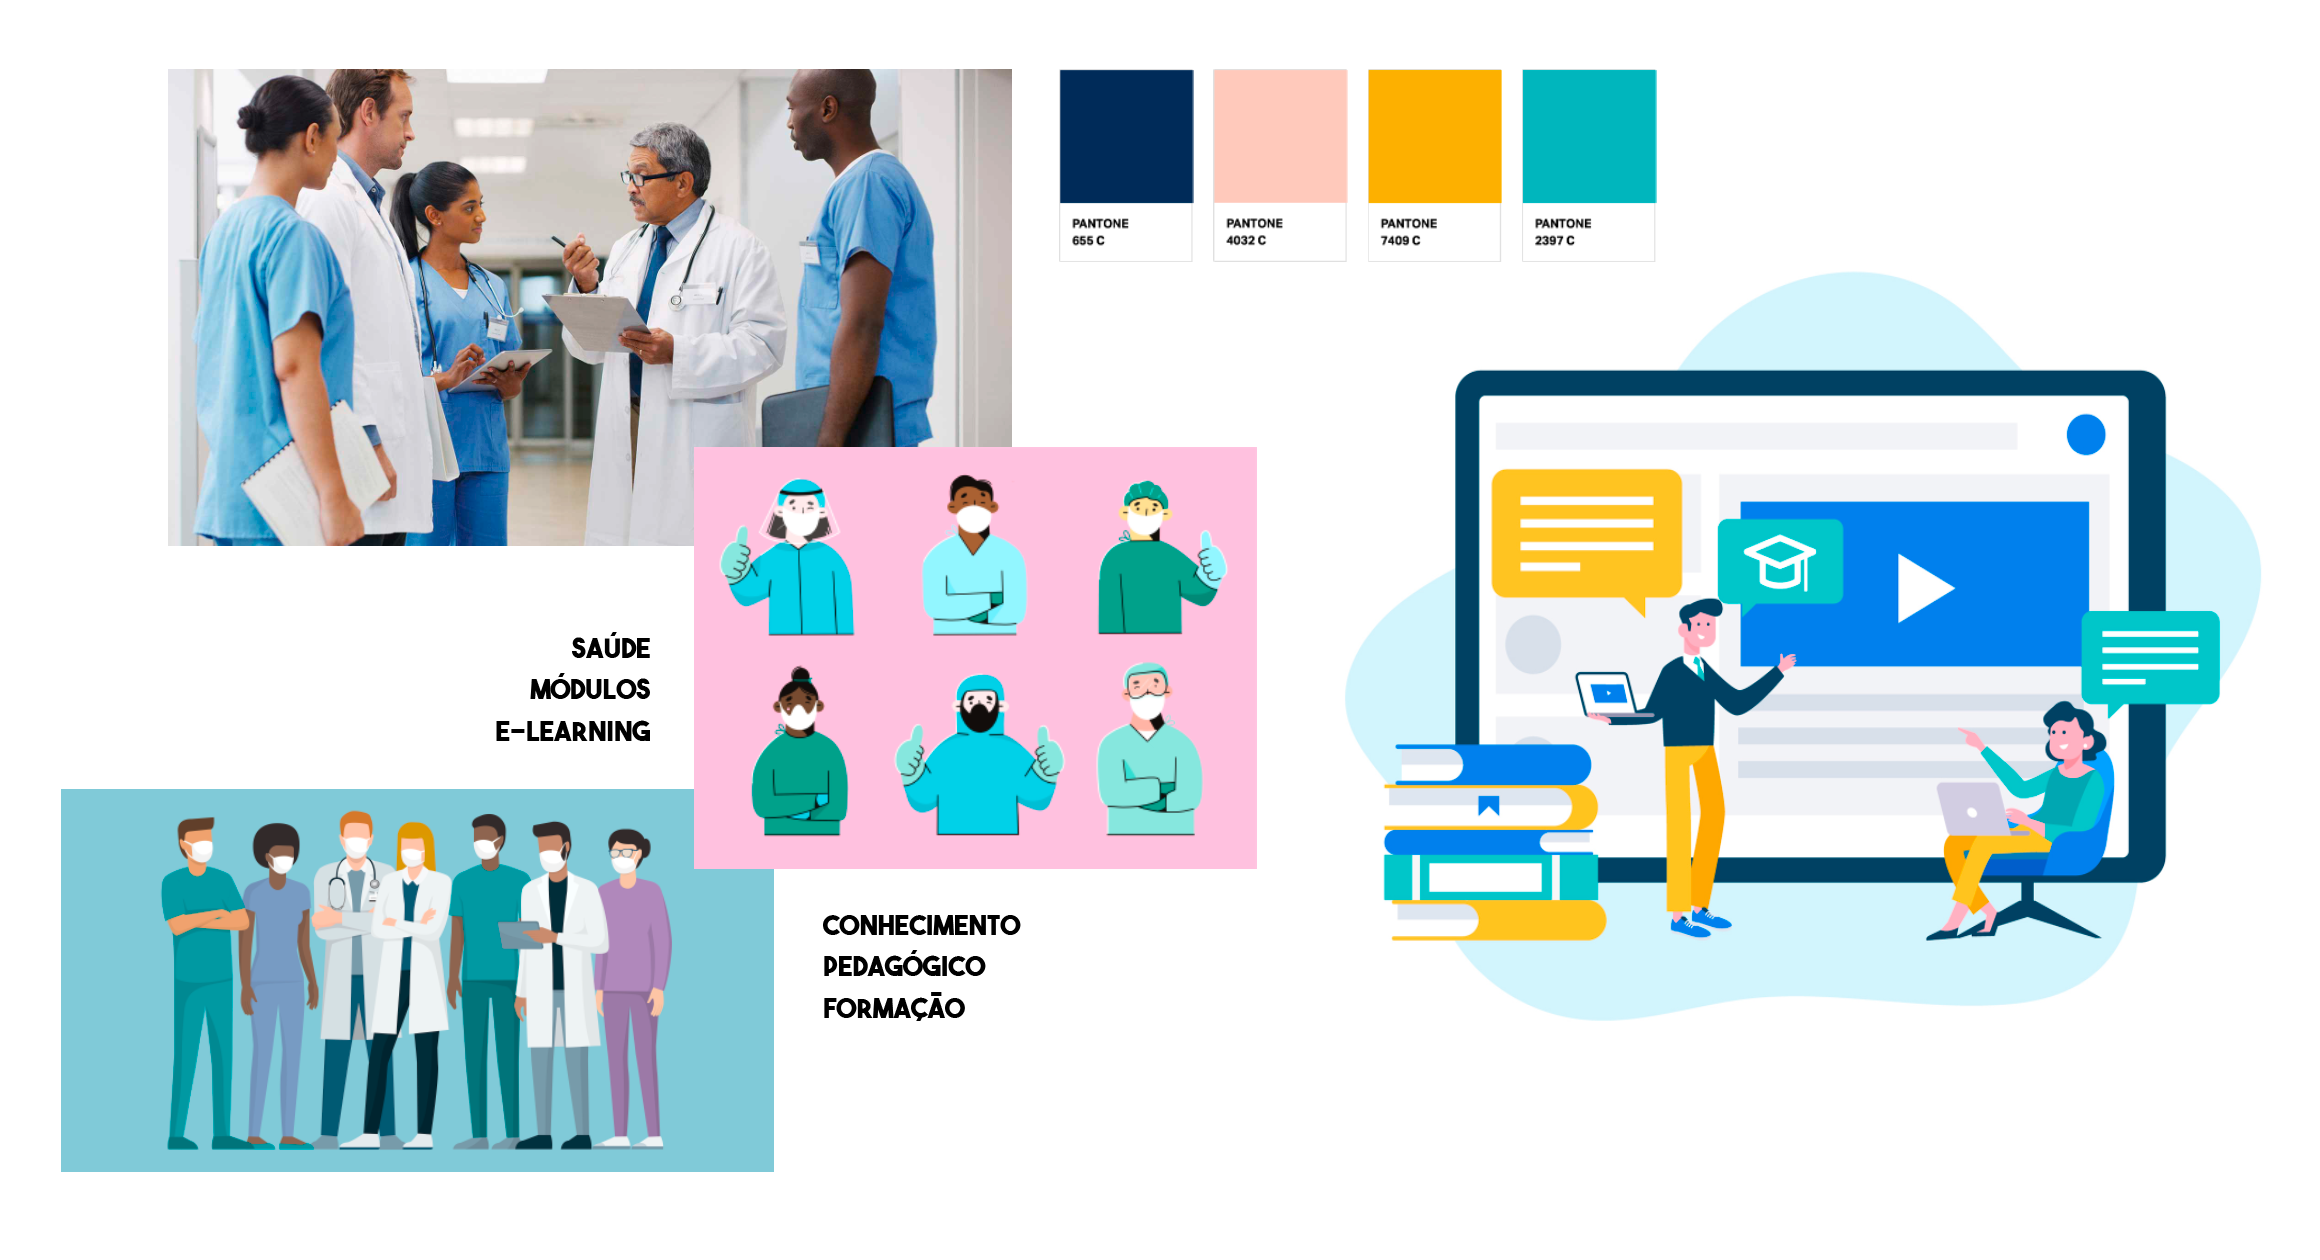 PANTONE
655 C
PANTONE
4032 C
PANTONE
7409 C
PANTONE
2397 C
SAÚDE
MÓDULOS
E-LEARNING
CONHECIMENTO
PEDAGÓGICO
FORMAÇÃO